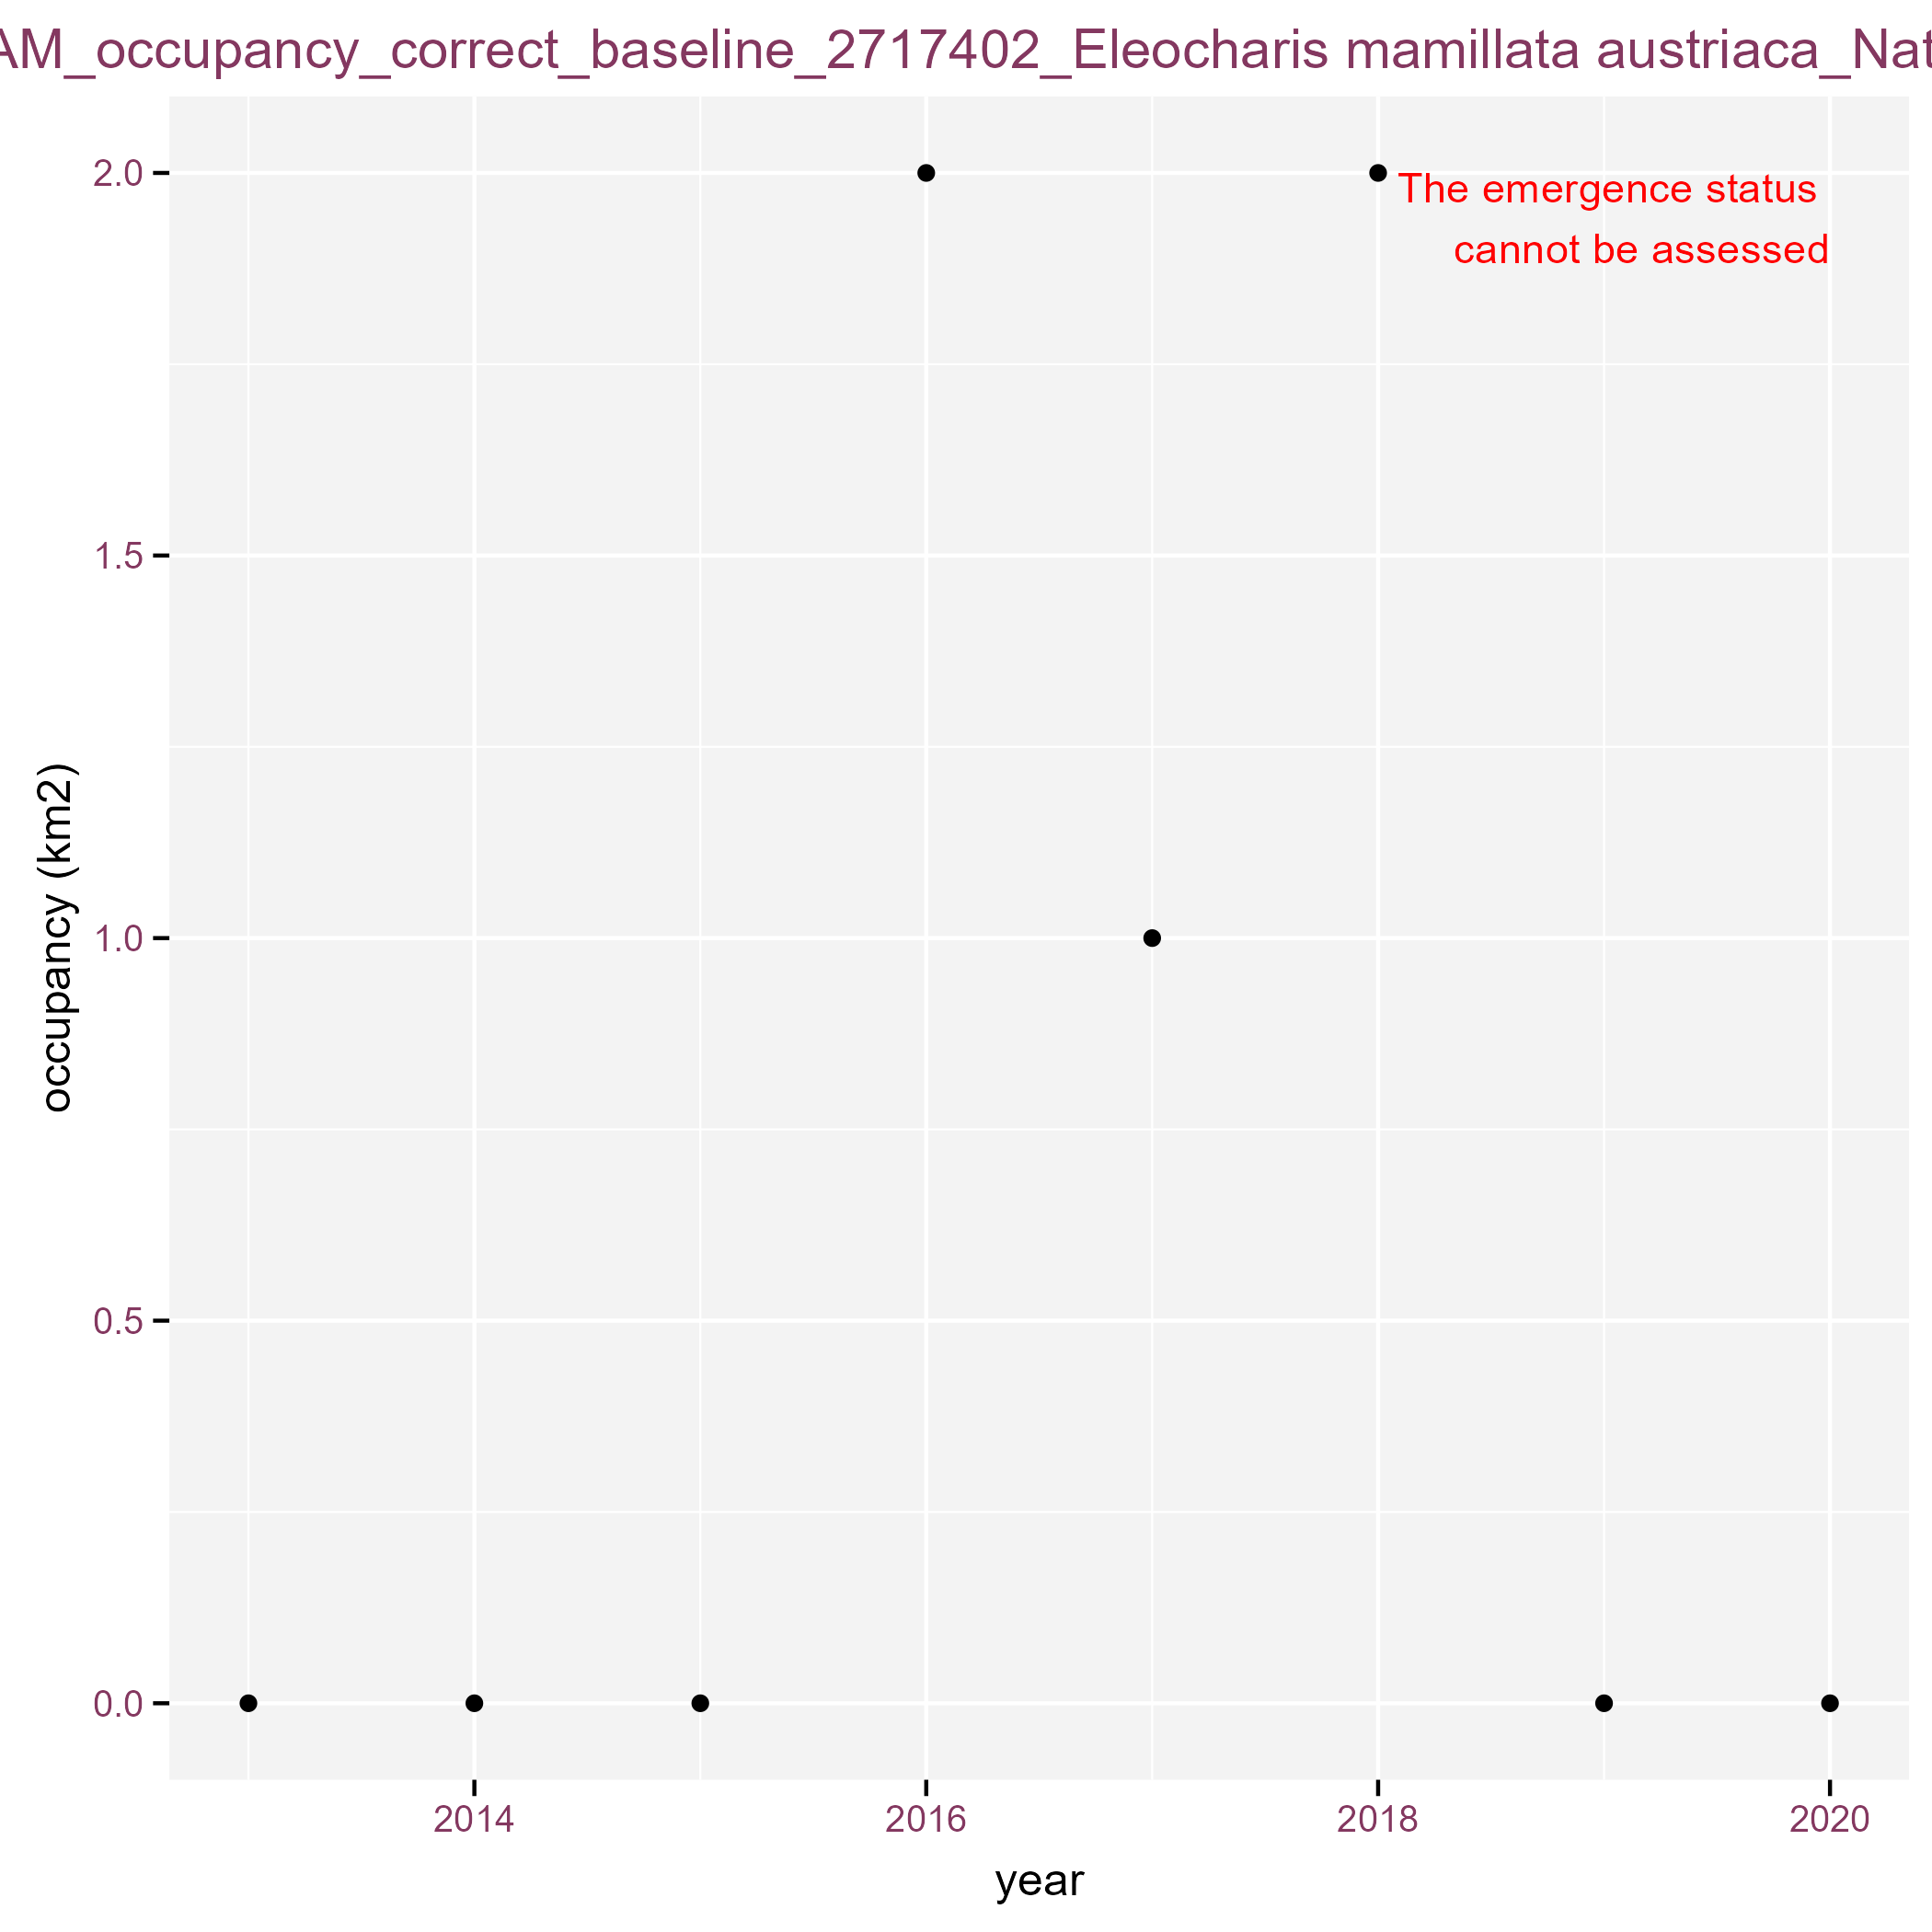 AM_occupancy_correct_baseline_2717402_Eleocharis mamillata austriaca_Nat
2.0
The emergence status
cannot be assessed
1.5
1.0
0.5
0.0
occupancy (km2)
2014 2016 2018 2020
year